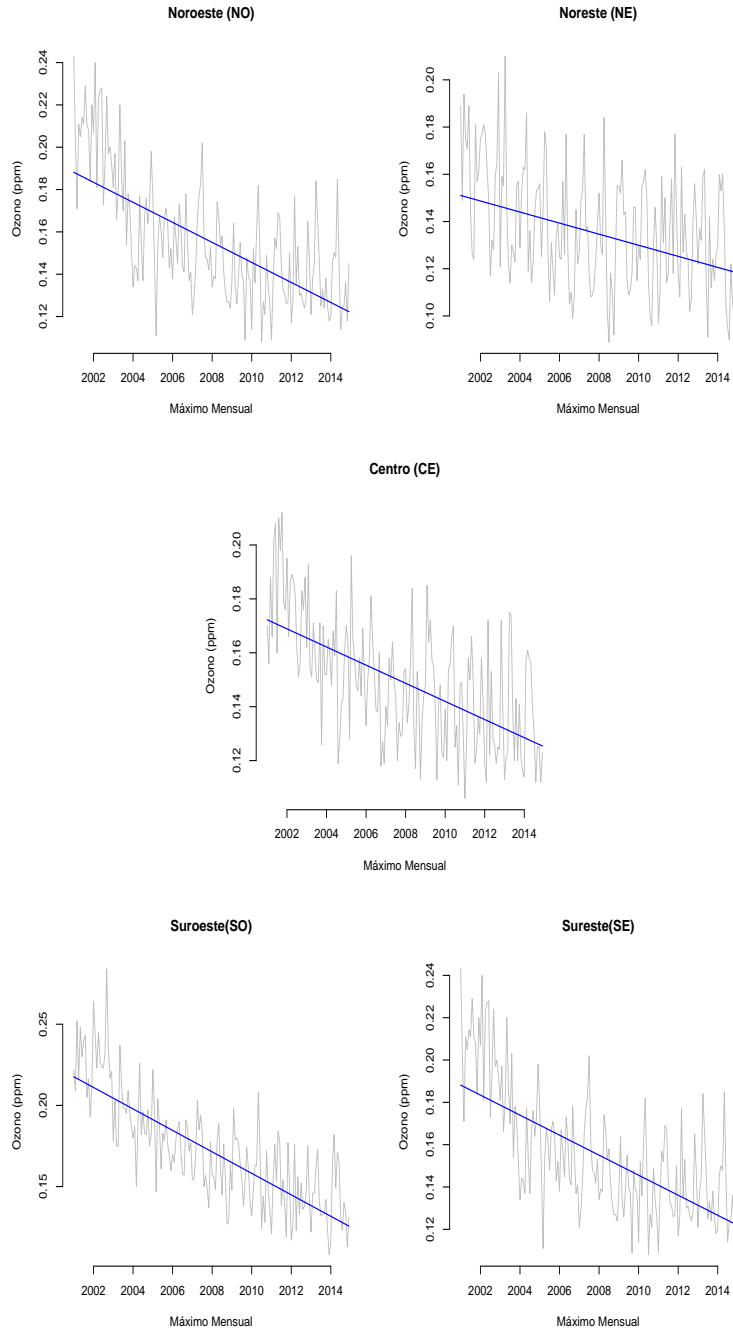 Noroeste (NO)
Ozono (ppm)
0.24
0.22
0.20
0.18
0.16
0.14
0.12
2002 2004 2006 2008 2010 2012 2014
Máximo Mensual
Noreste (NE)
Ozono (ppm)
0.20
0.18
0.16
0.14
0.12
0.10
2002 2004 2006 2008 2010 2012 2014
Máximo Mensual
Centro (CE)
Ozono (ppm)
0.20
0.18
0.16
0.14
0.12
2002 2004 2006 2008 2010 2012 2014
Máximo Mensual
Suroeste(SO)
Ozono (ppm)
0.25
0.20
0.15
2002 2004 2006 2008 2010 2012 2014
Máximo Mensual
Sureste(SE)
Ozono (ppm)
0.24
0.22
0.20
0.18
0.16
0.14
0.12
2002 2004 2006 2008 2010 2012 2014
Máximo Mensual